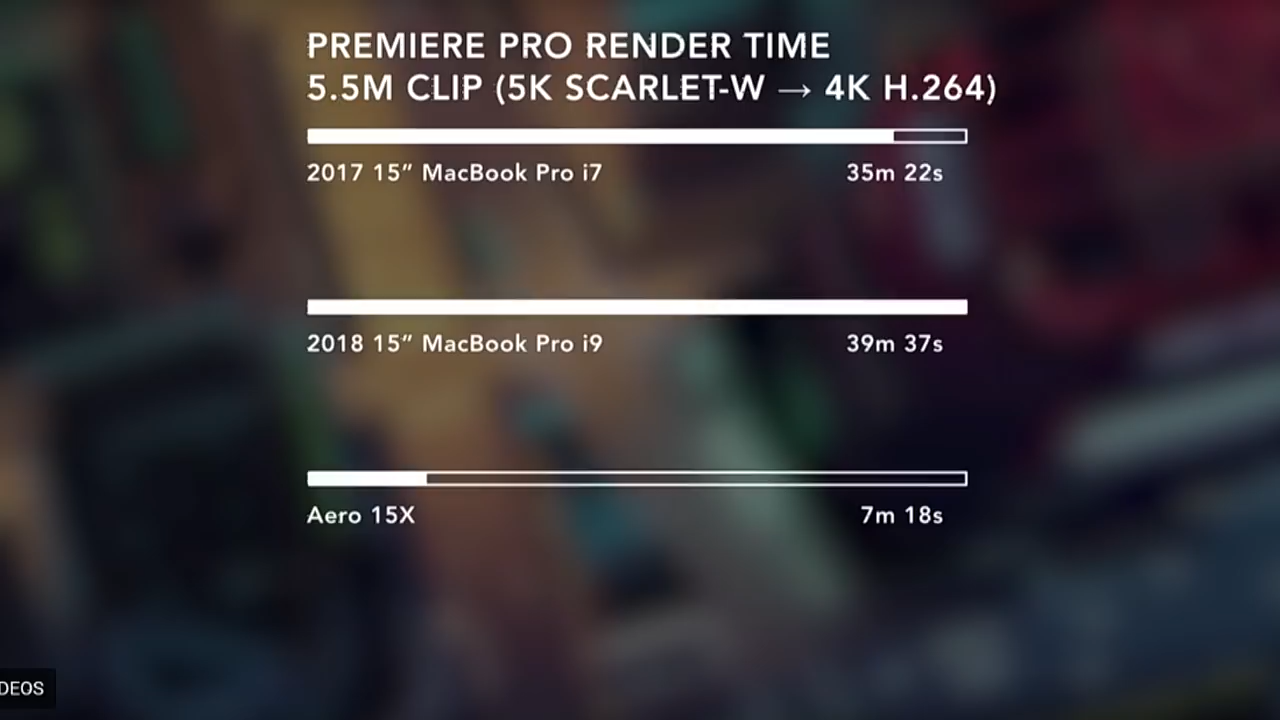 PREMIERE PRO RENDER TIME
5.5M CLIP (5K SCARLET-W → 4K H.264)
2017 15” MacBook Pro i7 35m 22s
2018 15” MacBook Pro i9 39m 37s
Aero 15X 7m 18s
DEOS